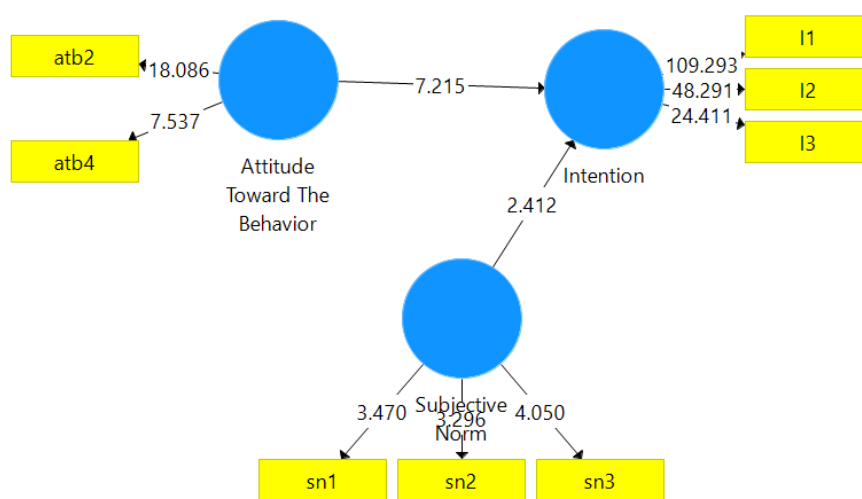 atb2
18.086
7.537
atb4
Attitude
Toward The
Behavior
7.215
Intention
109.293
48.291
24.411
I1
I2
I3
2.412
Subjective
Norm
3.470
3.296
4.050
sn1
sn2
sn3